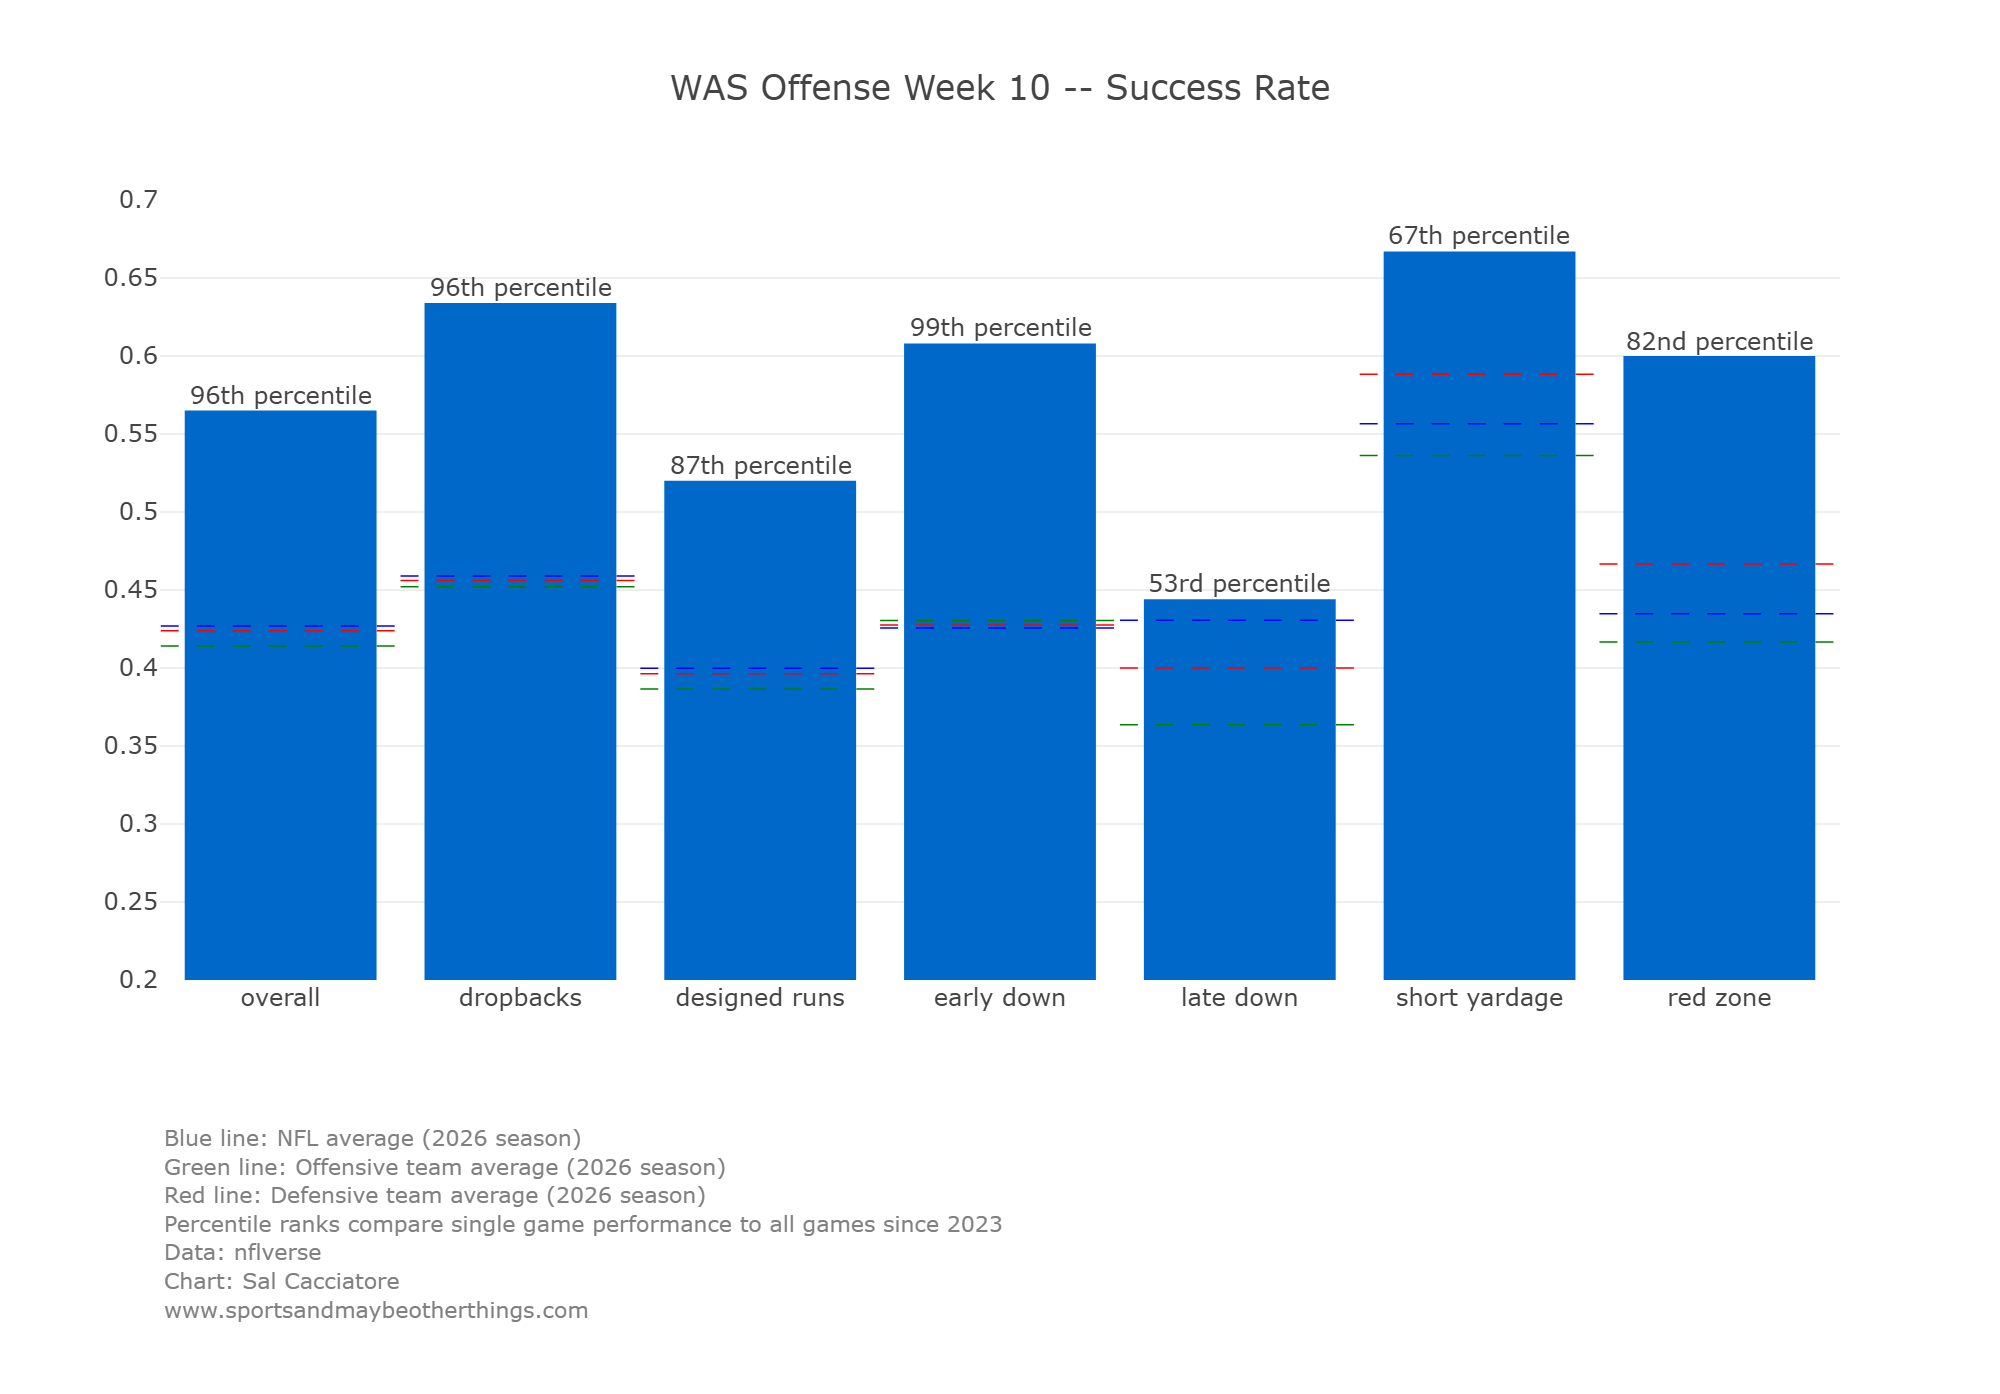 WAS Offense Week 10 -- Success Rate
0.7
0.65
0.6
0.55
0.5
0.45
0.4
0.35
0.3
0.25
0.2
96th percentile
96th percentile
87th percentile
99th percentile
53rd percentile
67th percentile
82nd percentile
overall
dropbacks
designed runs
early down
late down
short yardage
red zone
Blue line: NFL average (2026 season)
Green line: Offensive team average (2026 season)
Red line: Defensive team average (2026 season)
Percentile ranks compare single game performance to all games since 2023
Data: nflverse
Chart: Sal Cacciatore
www.sportsandmaybeotherthings.com